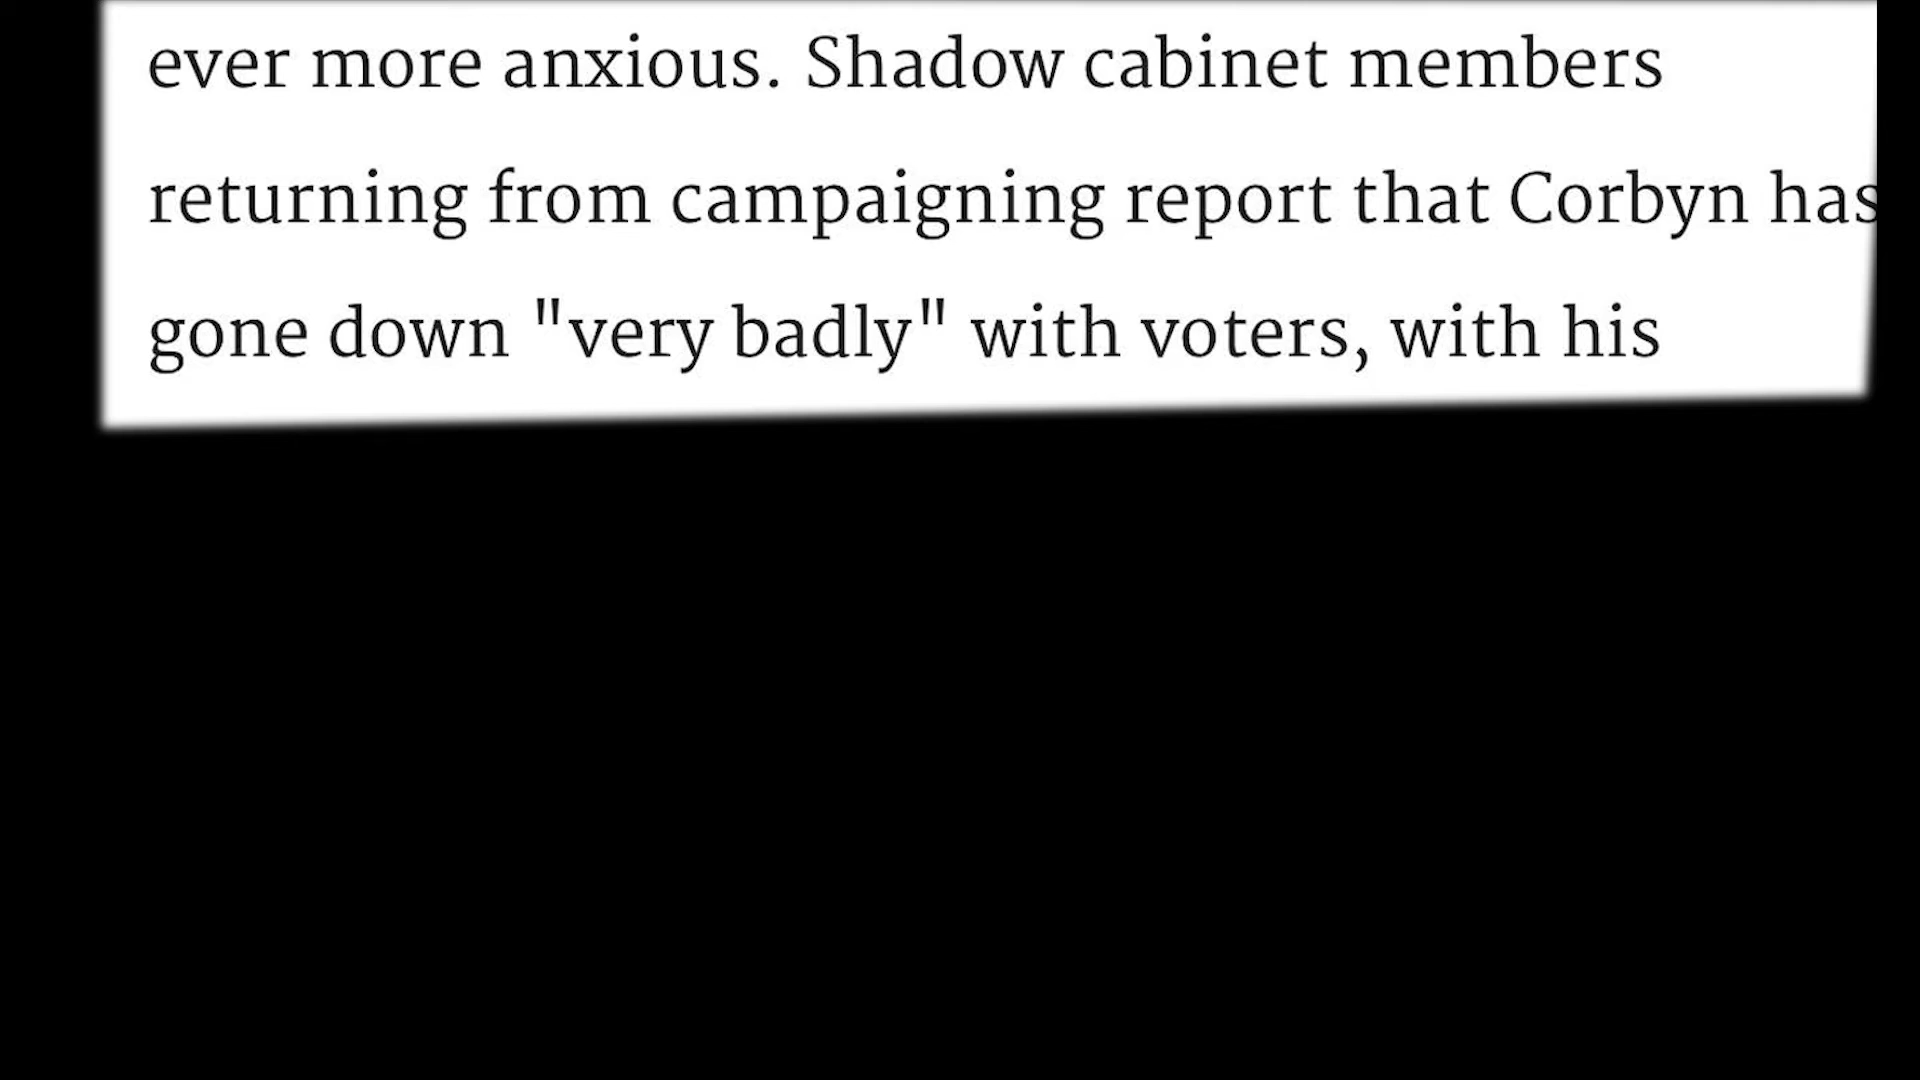 ever more anxious. Shadow cabinet members
returning from campaigning report that Corbyn has
gone down "very badly" with voters, with his